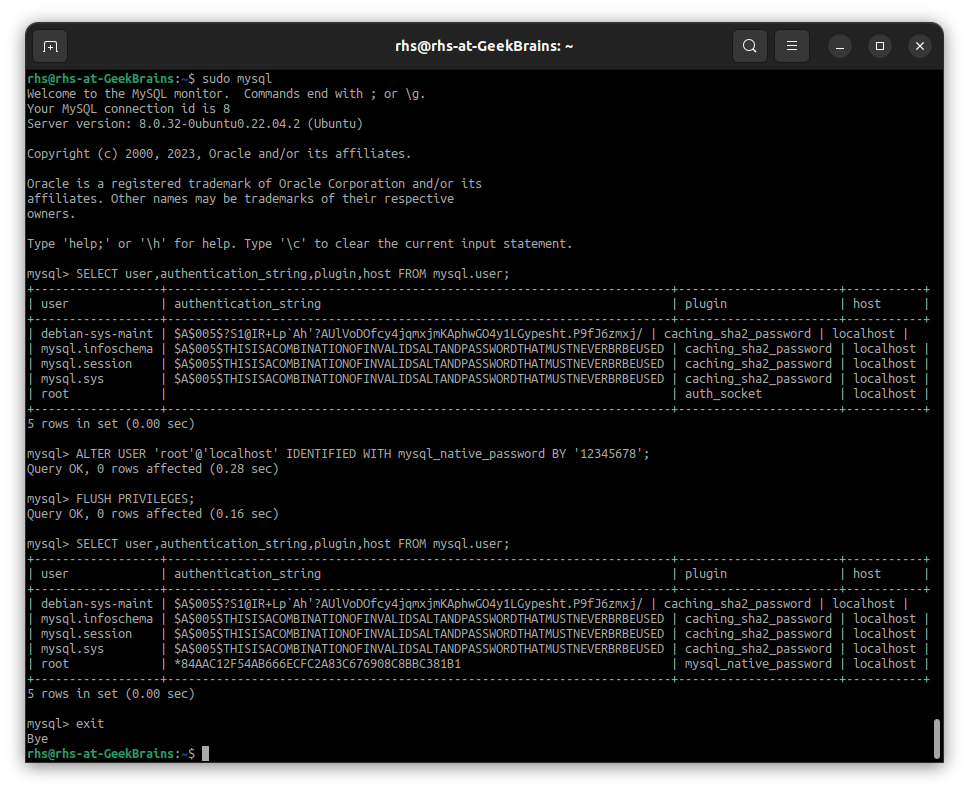 rhs@rhs-at-GeekBrains: ~
rhs@rhs-at-GeekBrains:~$ sudo mysql
Welcome to the MySQL monitor.  Commands end with ; or \g.
Your MySQL connection id is 8
Server version: 8.0.32-0ubuntu0.22.04.2 (Ubuntu)

Copyright (c) 2000, 2023, Oracle and/or its affiliates.

Oracle is a registered trademark of Oracle Corporation and/or its
affiliates. Other names may be trademarks of their respective
owners.

Type 'help;' or '\h' for help. Type '\c' to clear the current input statement.

mysql> SELECT user,authentication_string,plugin,host FROM mysql.user;
+------------------+------------------------------------------------------------------------+-----------------------+-----------+
| user             | authentication_string                                                  | plugin                | host      |
+------------------+------------------------------------------------------------------------+-----------------------+-----------+
| debian-sys-maint | $A$005$?S1@IR+Lp`Ah'?AUlVoDOfcy4jqmxjmKAphwGO4y1LGypesht.P9fJ6zmxj/ | caching_sha2_password | localhost |
| mysql.infoschema | $A$005$THISISACOMBINATIONOFINVALIDSALTANDPASSWORDTHATMUSTNEVERBRBEUSED | caching_sha2_password | localhost |
| mysql.session    | $A$005$THISISACOMBINATIONOFINVALIDSALTANDPASSWORDTHATMUSTNEVERBRBEUSED | caching_sha2_password | localhost |
| mysql.sys        | $A$005$THISISACOMBINATIONOFINVALIDSALTANDPASSWORDTHATMUSTNEVERBRBEUSED | caching_sha2_password | localhost |
| root             |                                                                        | auth_socket           | localhost |
+------------------+------------------------------------------------------------------------+-----------------------+-----------+
5 rows in set (0.00 sec)

mysql> ALTER USER 'root'@'localhost' IDENTIFIED WITH mysql_native_password BY '12345678';
Query OK, 0 rows affected (0.28 sec)

mysql> FLUSH PRIVILEGES;
Query OK, 0 rows affected (0.16 sec)

mysql> SELECT user,authentication_string,plugin,host FROM mysql.user;
+------------------+------------------------------------------------------------------------+-----------------------+-----------+
| user             | authentication_string                                                  | plugin                | host      |
+------------------+------------------------------------------------------------------------+-----------------------+-----------+
| debian-sys-maint | $A$005$?S1@IR+Lp`Ah'?AUlVoDOfcy4jqmxjmKAphwGO4y1LGypesht.P9fJ6zmxj/ | caching_sha2_password | localhost |
| mysql.infoschema | $A$005$THISISACOMBINATIONOFINVALIDSALTANDPASSWORDTHATMUSTNEVERBRBEUSED | caching_sha2_password | localhost |
| mysql.session    | $A$005$THISISACOMBINATIONOFINVALIDSALTANDPASSWORDTHATMUSTNEVERBRBEUSED | caching_sha2_password | localhost |
| mysql.sys        | $A$005$THISISACOMBINATIONOFINVALIDSALTANDPASSWORDTHATMUSTNEVERBRBEUSED | caching_sha2_password | localhost |
| root             | *84AAC12F54AB666ECFC2A83C676908C8BBC381B1                              | mysql_native_password | localhost |
+------------------+------------------------------------------------------------------------+-----------------------+-----------+
5 rows in set (0.00 sec)

mysql> exit
Bye
rhs@rhs-at-GeekBrains:~$